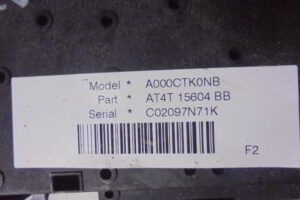 Model * A000CTK0NB
Part * AT4T 15604 BB
Serial * C02097N71K
F2